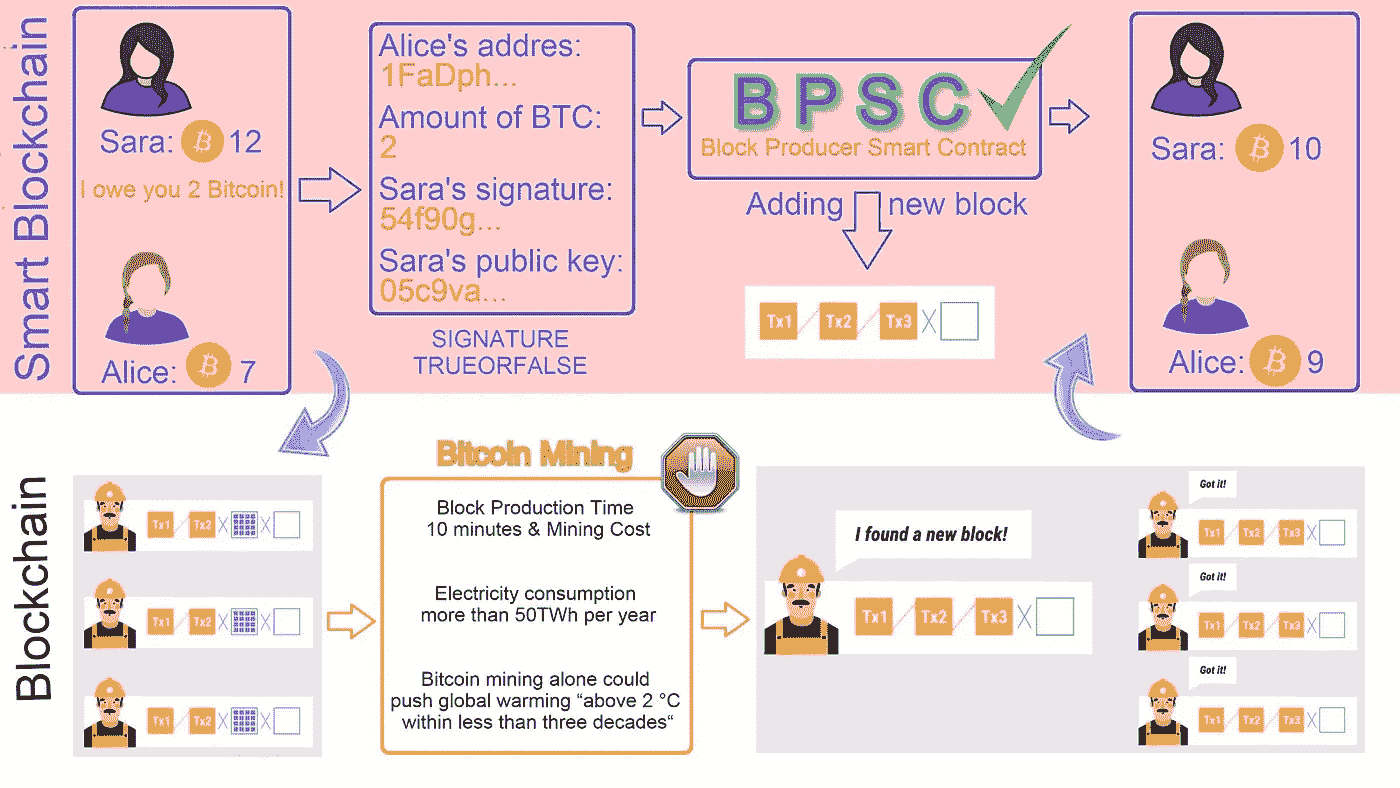 Smart Blockchain
Sara: 12
I owe you 2 Bitcoin!
Alice: 7
Alice's addres:
1FaDph...
Amount of BTC:
2
Sara's signature:
54f90g...
Sara's public key:
05c9va...
SIGNATURE
TRUEORFALSE
BPSC
Block Producer Smart Contract
Adding new block
Tx1 Tx2 Tx3
Sara: 10
Alice: 9
Blockchain
Tx1 Tx2
Tx1 Tx2
Tx1 Tx2
Bitcoin Mining
Block Production Time
10 minutes & Mining Cost
Electricity consumption
more than 50TWh per year
Bitcoin mining alone could
push global warming “above 2 °C
within less than three decades“
I found a new block!
Tx1 Tx2 Tx3
Got it!
Tx1 Tx2 Tx3
Got it!
Tx1 Tx2 Tx3
Got it!
Tx1 Tx2 Tx3